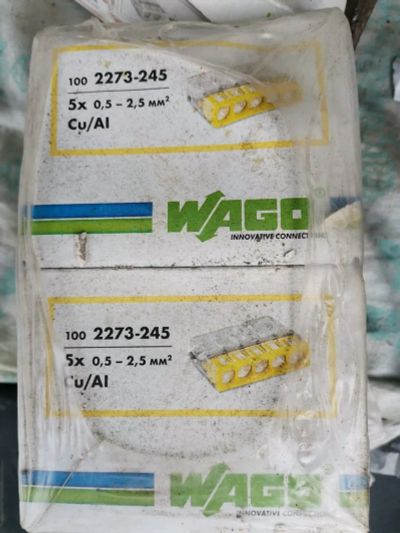 100 2273-245
5x 0,5 – 2,5 мм²
Cu/Al
WAGO®
INNOVATIVE CONNECTIONS
100 2273-245
5x 0,5 – 2,5 мм²
Cu/Al
WAGO
INNOVATIVE CONNEC